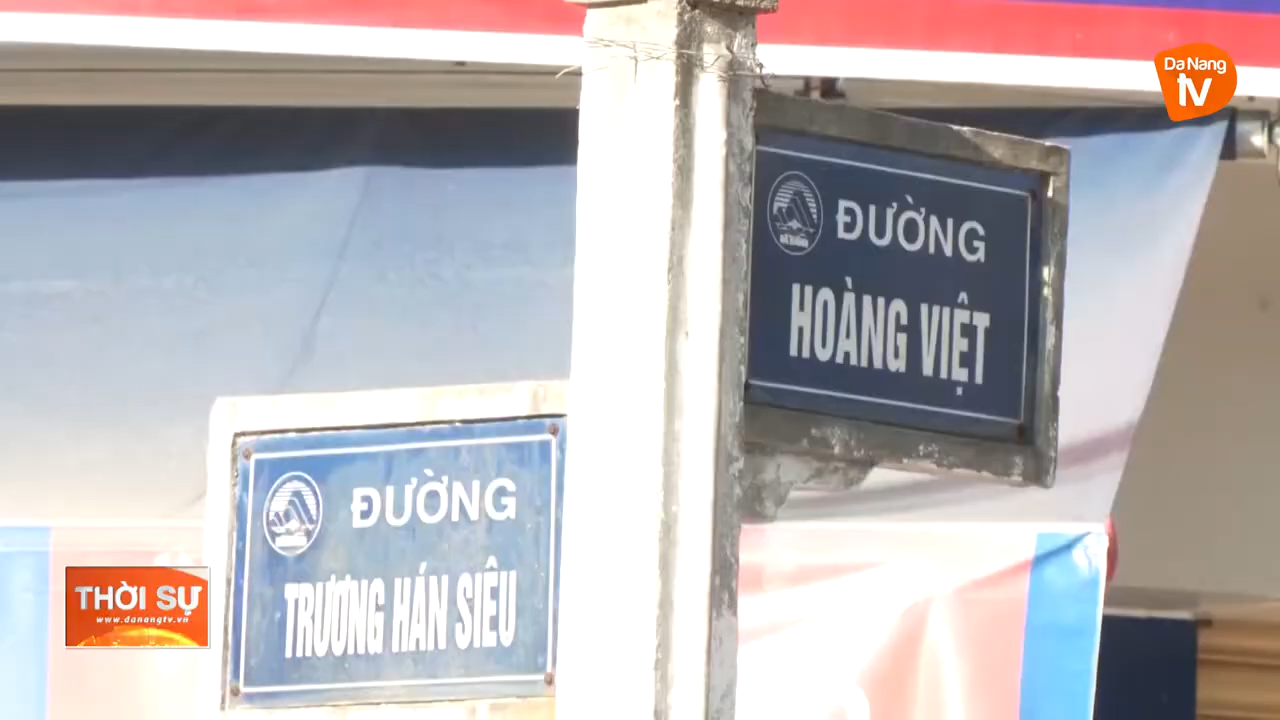 Da Nang
tv
ĐƯỜNG
HOÀNG VIỆT
ĐƯỜNG
TRƯƠNG HÁN SIÊU
THỜI SỰ
www.danangtv.vn